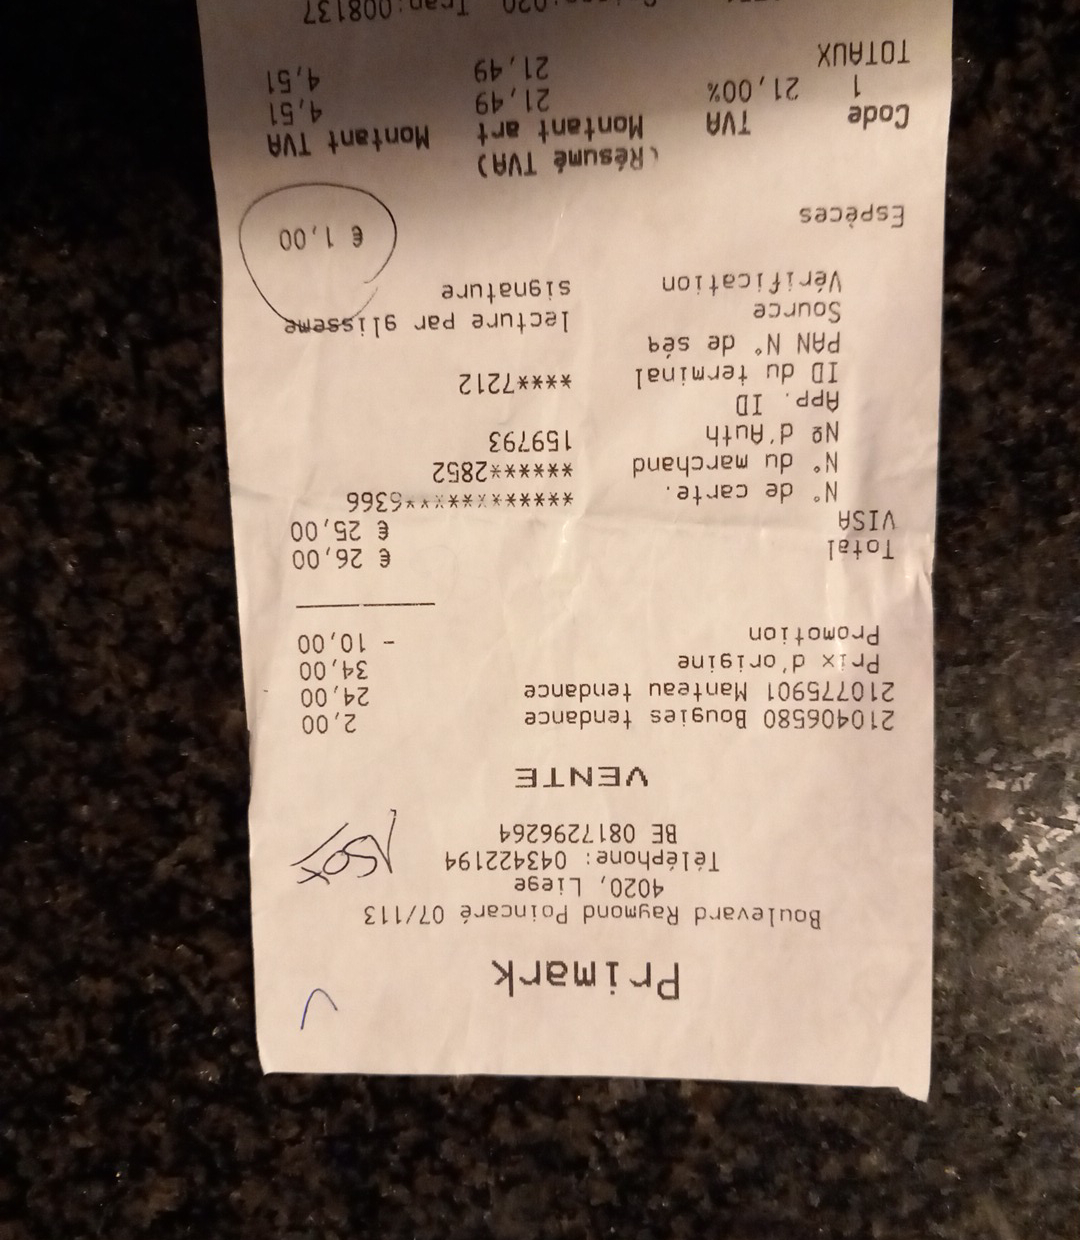 Primark
Boulevard Raymond Poincaré 07/113
4020, Liege
Téléphone: 043422194
BE 0817296264
VENTE
210406580 Bougies tendance 2,00
210775901 Manteau tendance 24,00
Prix d'origine 34,00
Promotion - 10,00
Total € 26,00
VISA € 25,00
N° de carte. ***************6366
N° du marchand *******2852
Nº d'Auth 159793
App. ID
ID du terminal ****7212
PAN N° de séq
Source lecture par glisseme
Vérification signature
Espèces € 1,00
(Résumé TVA)
Code TVA Montant art Montant TVA
1 21,00% 21,49 4,51
TOTAUX 21,49 4,51
:020 Tran:008137